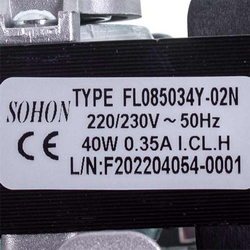 TYPE FL085034Y-02N
SOHON
220/230V ~ 50Hz
CE 40W 0.35A I.CL.H
L/N:F202204054-0001